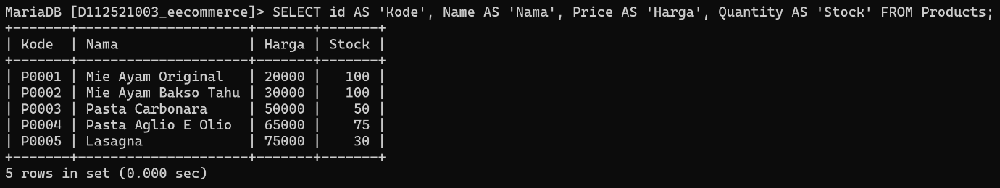 MariaDB [D112521003_eecommerce]> SELECT id AS 'Kode', Name AS 'Nama', Price AS 'Harga', Quantity AS 'Stock' FROM Products;
+-------+---------------------+-------+-------+
| Kode  | Nama                | Harga | Stock |
+-------+---------------------+-------+-------+
| P0001 | Mie Ayam Original   | 20000 |   100 |
| P0002 | Mie Ayam Bakso Tahu | 30000 |   100 |
| P0003 | Pasta Carbonara     | 50000 |    50 |
| P0004 | Pasta Aglio E Olio  | 65000 |    75 |
| P0005 | Lasagna             | 75000 |    30 |
+-------+---------------------+-------+-------+
5 rows in set (0.000 sec)